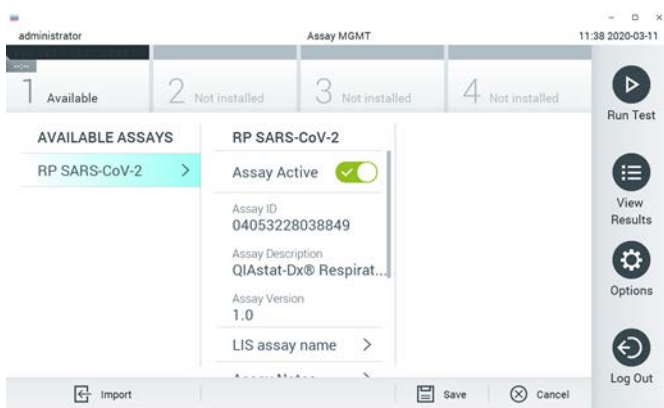 administrator
Assay MGMT
11:38 2020-03-11
1 Available
2 Not installed
3 Not installed
4 Not installed
Run Test
AVAILABLE ASSAYS
RP SARS-CoV-2
RP SARS-CoV-2
Assay Active
Assay ID
04053228038849
Assay Description
QIAstat-Dx® Respirat...
Assay Version
1.0
LIS assay name
View
Results
Options
Log Out
Import
Save
Cancel